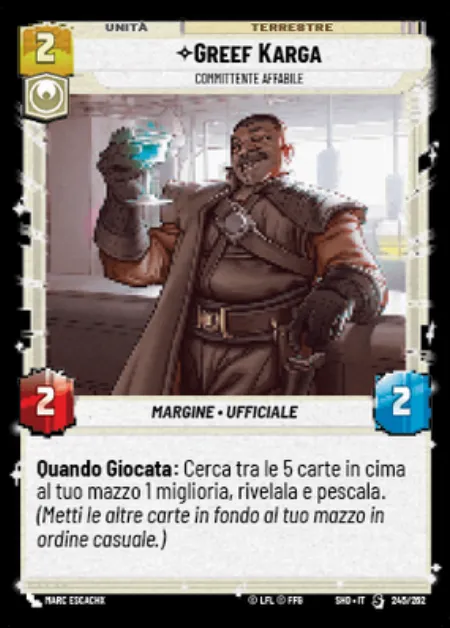 UNITÀ TERRESTRE
2
✧GREEF KARGA
COMMITTENTE AFFABILE
2
MARGINE • UFFICIALE
2
Quando Giocata: Cerca tra le 5 carte in cima
al tuo mazzo 1 miglioria, rivelala e pescala.
(Metti le altre carte in fondo al tuo mazzo in
ordine casuale.)
MARC ESCACHX
© LFL © FFG
SHD • IT